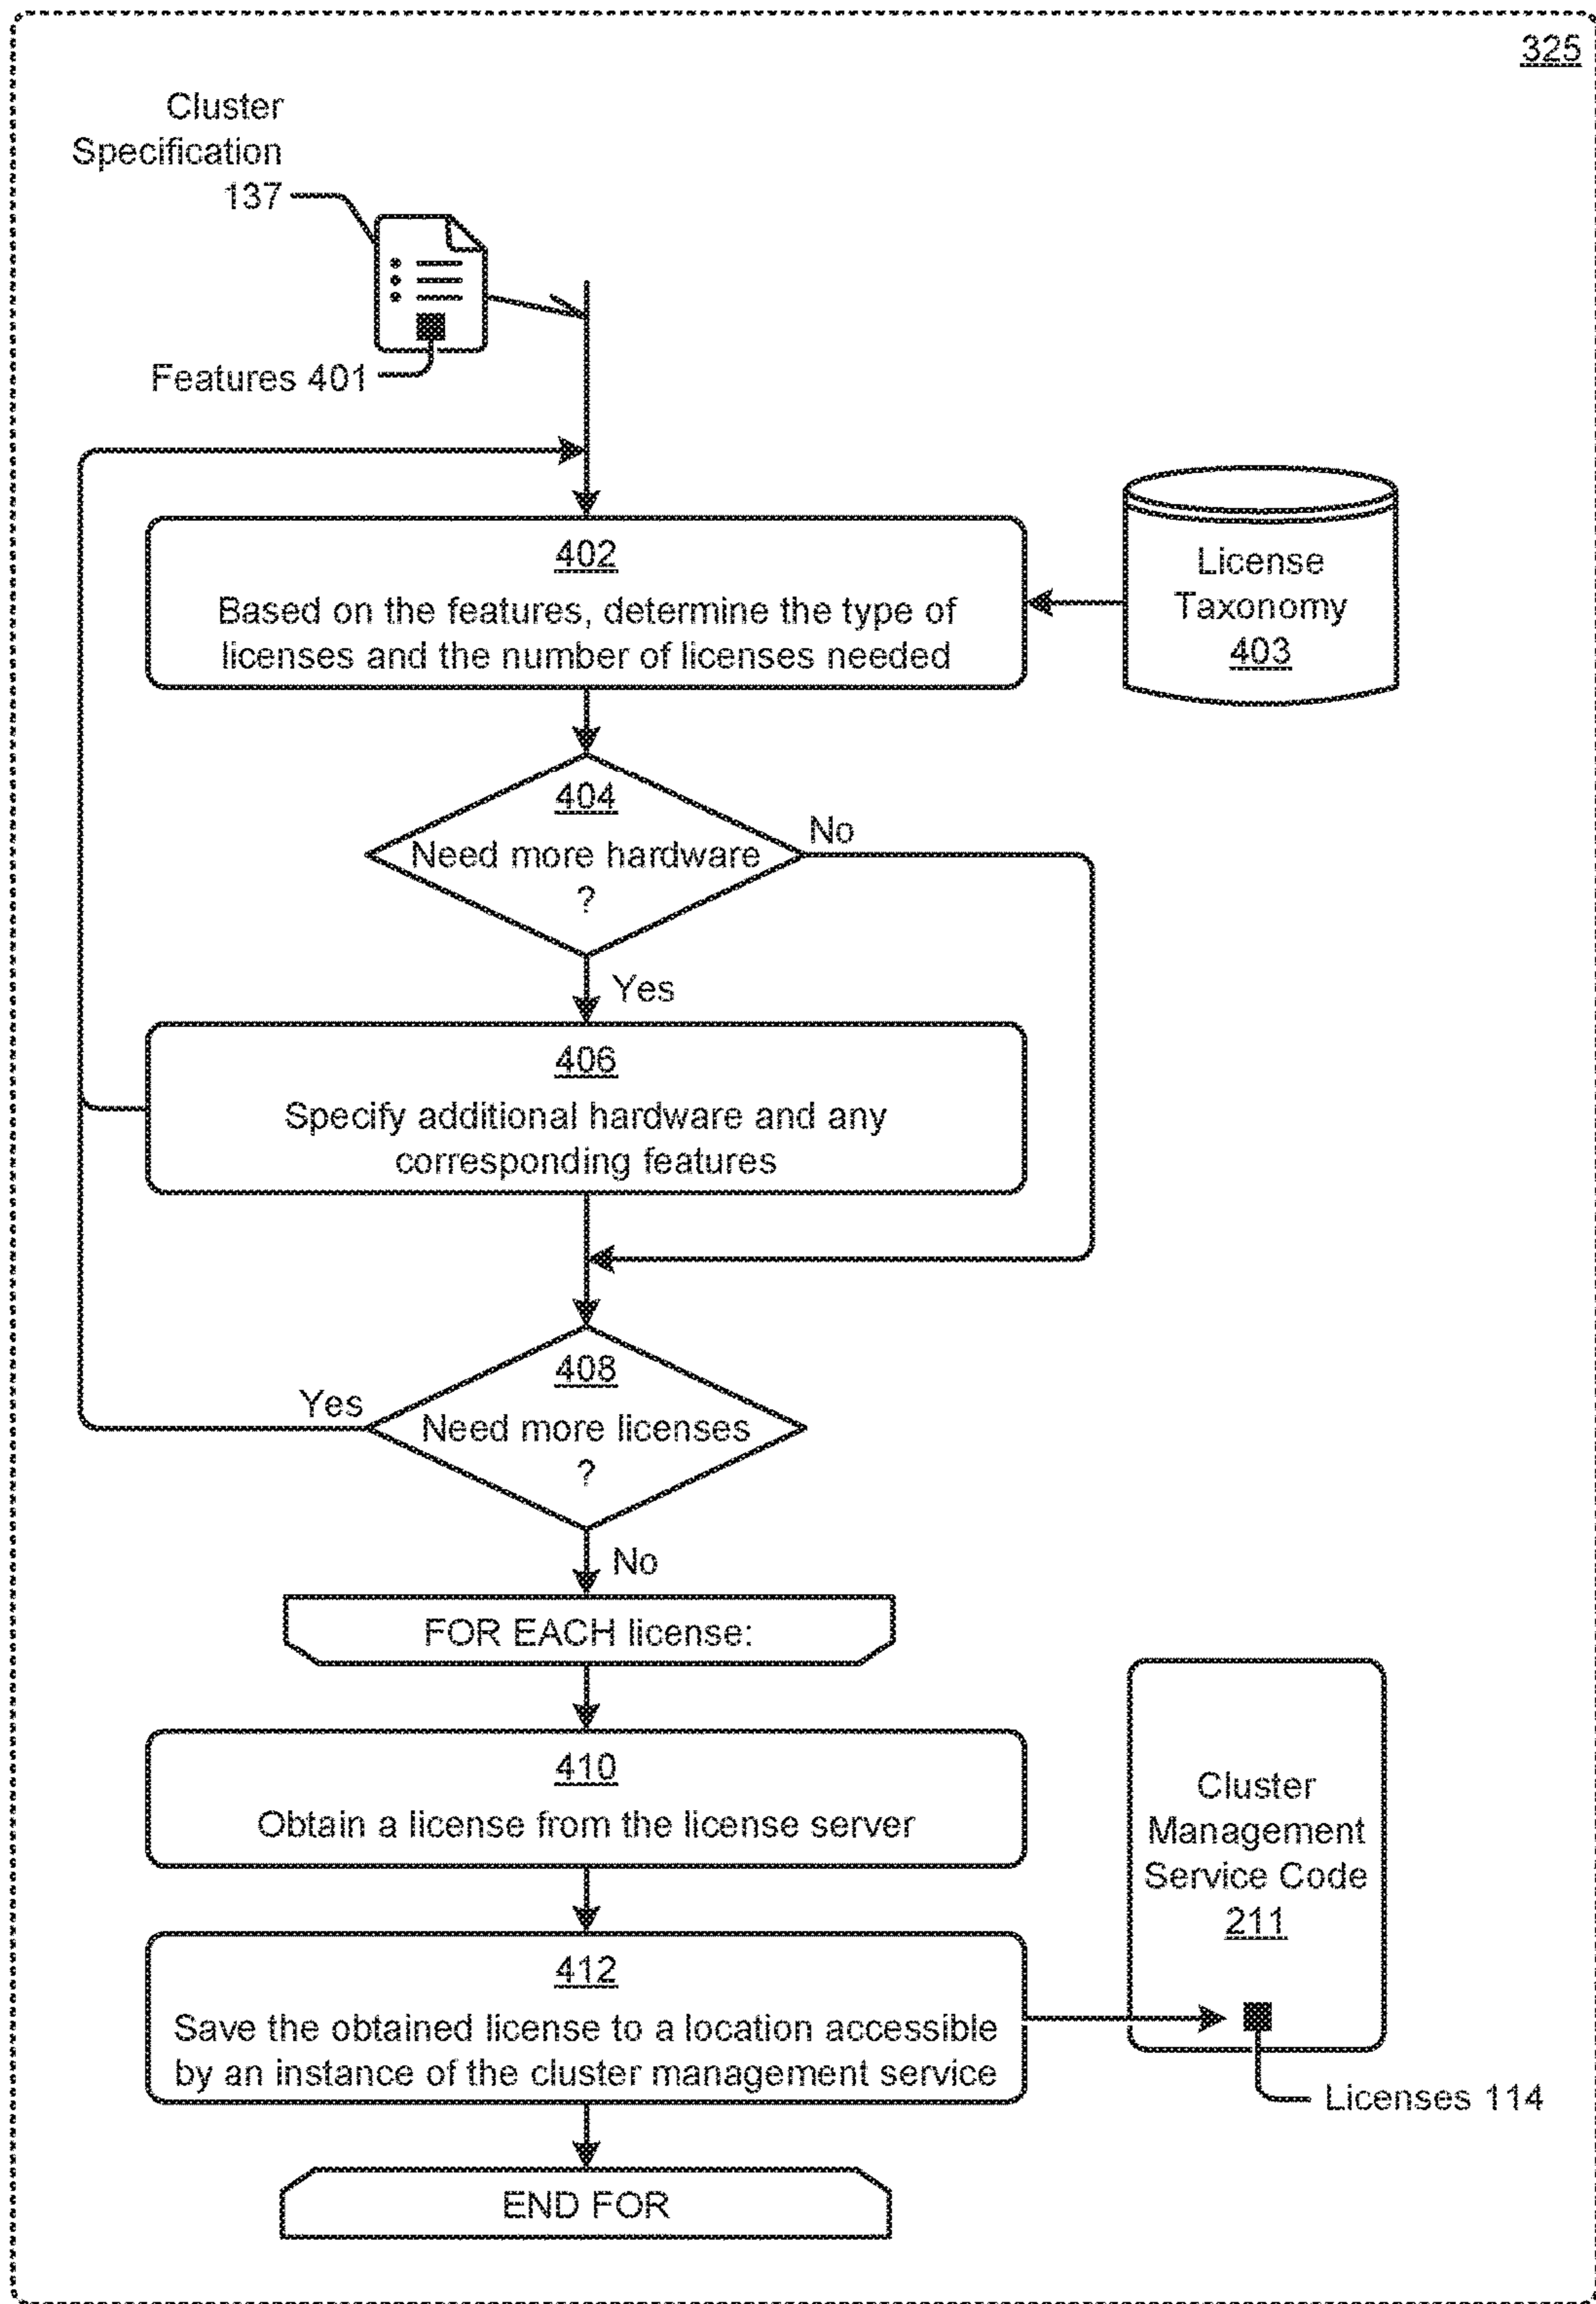 325
Cluster
Specification
137
Features 401
402
Based on the features, determine the type of
licenses and the number of licenses needed
License
Taxonomy
403
404
Need more hardware
?
No
Yes
406
Specify additional hardware and any
corresponding features
408
Need more licenses
?
Yes
No
FOR EACH license:
410
Obtain a license from the license server
Cluster
Management
Service Code
211
412
Save the obtained license to a location accessible
by an instance of the cluster management service
Licenses 114
END FOR